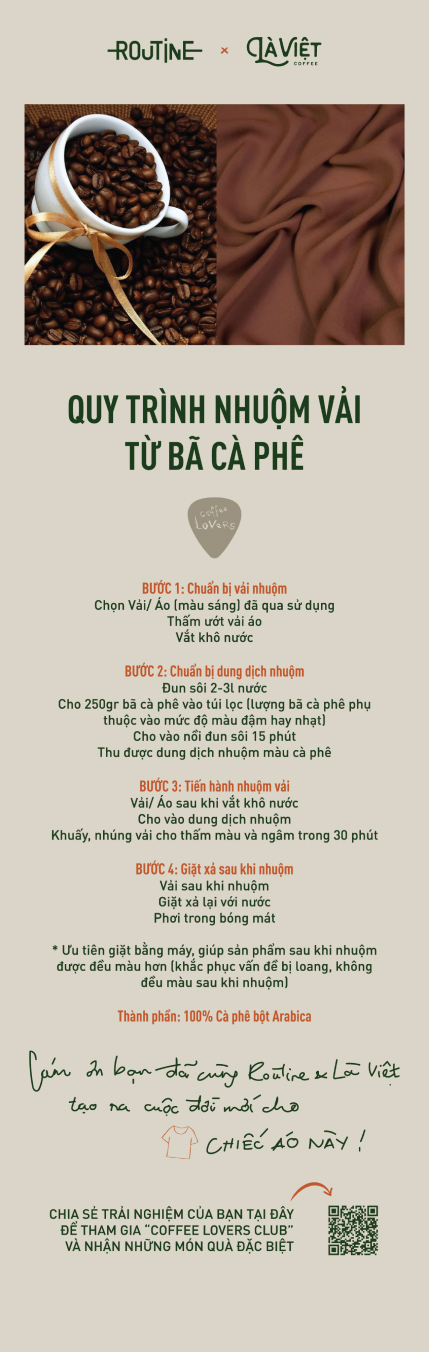 ROUTINE × LÀ VIỆT
COFFEE
QUY TRÌNH NHUỘM VẢI
TỪ BÃ CÀ PHÊ
coffee
LOVERS
BƯỚC 1: Chuẩn bị vải nhuộm
Chọn Vải/ Áo (màu sáng) đã qua sử dụng
Thấm ướt vải áo
Vắt khô nước
BƯỚC 2: Chuẩn bị dung dịch nhuộm
Đun sôi 2-3l nước
Cho 250gr bã cà phê vào túi lọc (lượng bã cà phê phụ
thuộc vào mức độ màu đậm hay nhạt)
Cho vào nồi đun sôi 15 phút
Thu được dung dịch nhuộm màu cà phê
BƯỚC 3: Tiến hành nhuộm vải
Vải/ Áo sau khi vắt khô nước
Cho vào dung dịch nhuộm
Khuấy, nhúng vải cho thấm màu và ngâm trong 30 phút
BƯỚC 4: Giặt xả sau khi nhuộm
Vải sau khi nhuộm
Giặt xả lại với nước
Phơi trong bóng mát
* Ưu tiên giặt bằng máy, giúp sản phẩm sau khi nhuộm
được đều màu hơn (khắc phục vấn đề bị loang, không
đều màu sau khi nhuộm)
Thành phần: 100% Cà phê bột Arabica
Cám ơn bạn đã cùng Routine & Là Việt
tạo ra cuộc đời mới cho
CHIẾC ÁO NÀY !
CHIA SẺ TRẢI NGHIỆM CỦA BẠN TẠI ĐÂY
ĐỂ THAM GIA “COFFEE LOVERS CLUB”
VÀ NHẬN NHỮNG MÓN QUÀ ĐẶC BIỆT